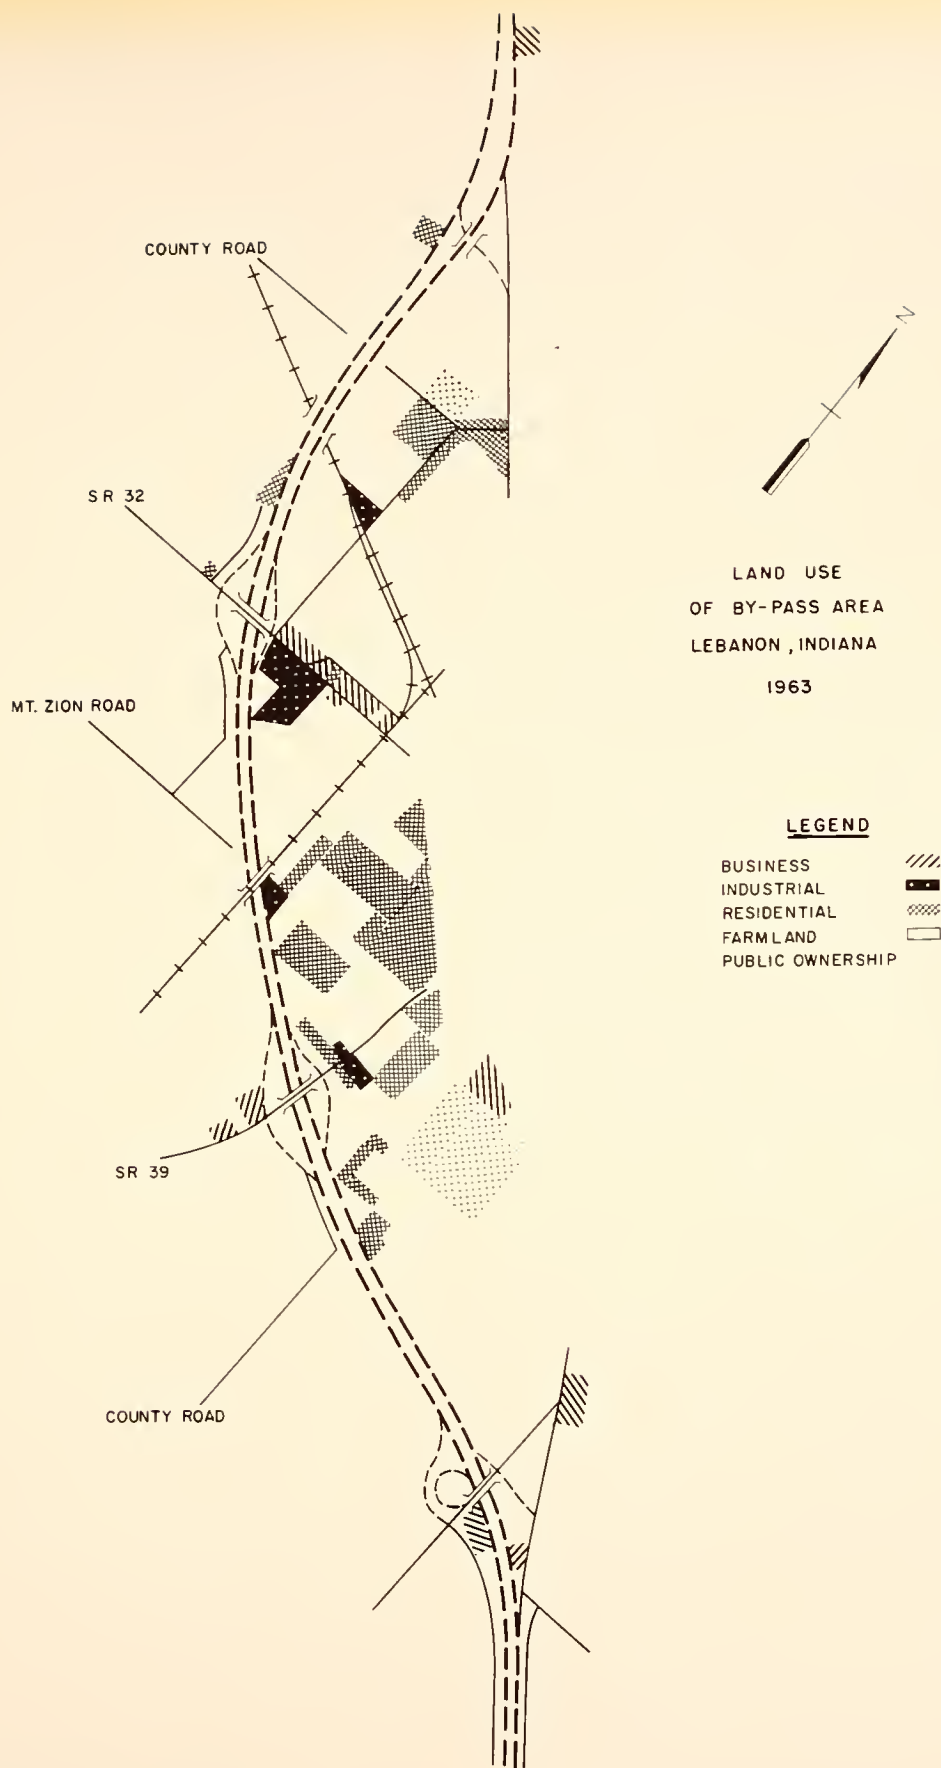 COUNTY ROAD
N
SR 32
LAND USE
OF BY-PASS AREA
LEBANON, INDIANA
1963
MT. ZION ROAD
LEGEND
BUSINESS
INDUSTRIAL
RESIDENTIAL
FARMLAND
PUBLIC OWNERSHIP
SR 39
COUNTY ROAD